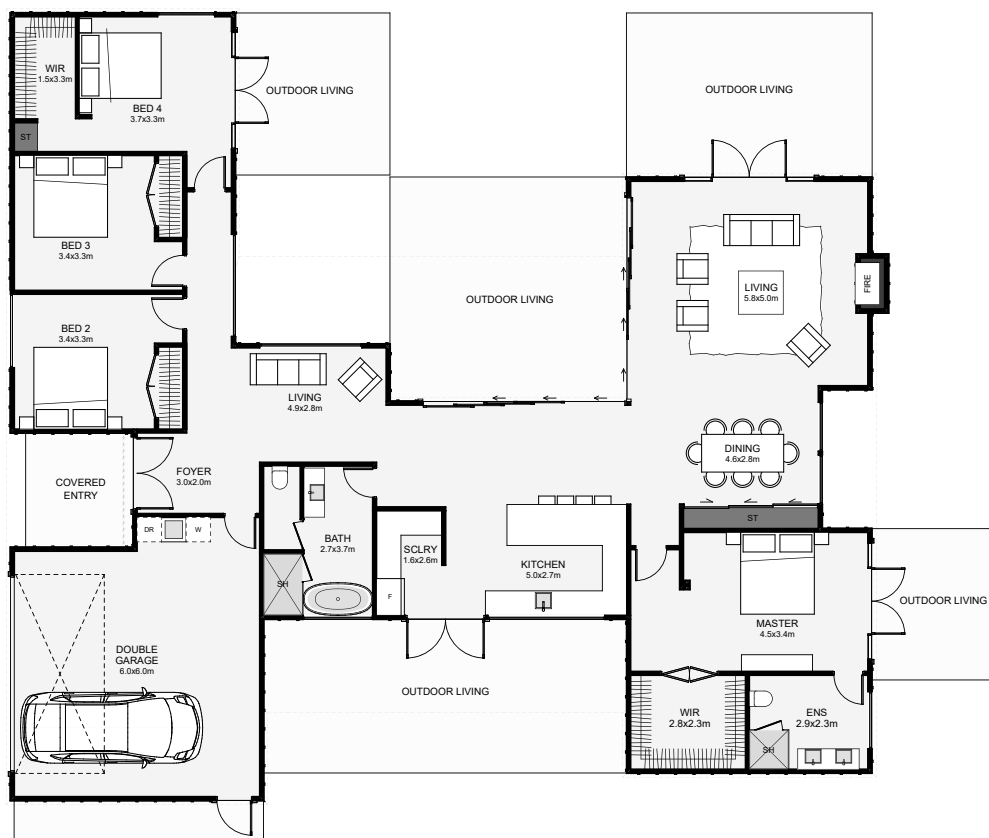 WIR
1.5x3.3m
BED 4
3.7x3.3m
ST
OUTDOOR LIVING
OUTDOOR LIVING
BED 3
3.4x3.3m
BED 2
3.4x3.3m
OUTDOOR LIVING
LIVING
5.8x5.0m
FIRE
LIVING
4.9x2.8m
DINING
4.6x2.8m
ST
COVERED
ENTRY
FOYER
3.0x2.0m
DR
W
BATH
2.7x3.7m
SH
SCLRY
1.6x2.6m
F
KITCHEN
5.0x2.7m
MASTER
4.5x3.4m
OUTDOOR LIVING
DOUBLE
GARAGE
6.0x6.0m
OUTDOOR LIVING
WIR
2.8x2.3m
ENS
2.9x2.3m
SH